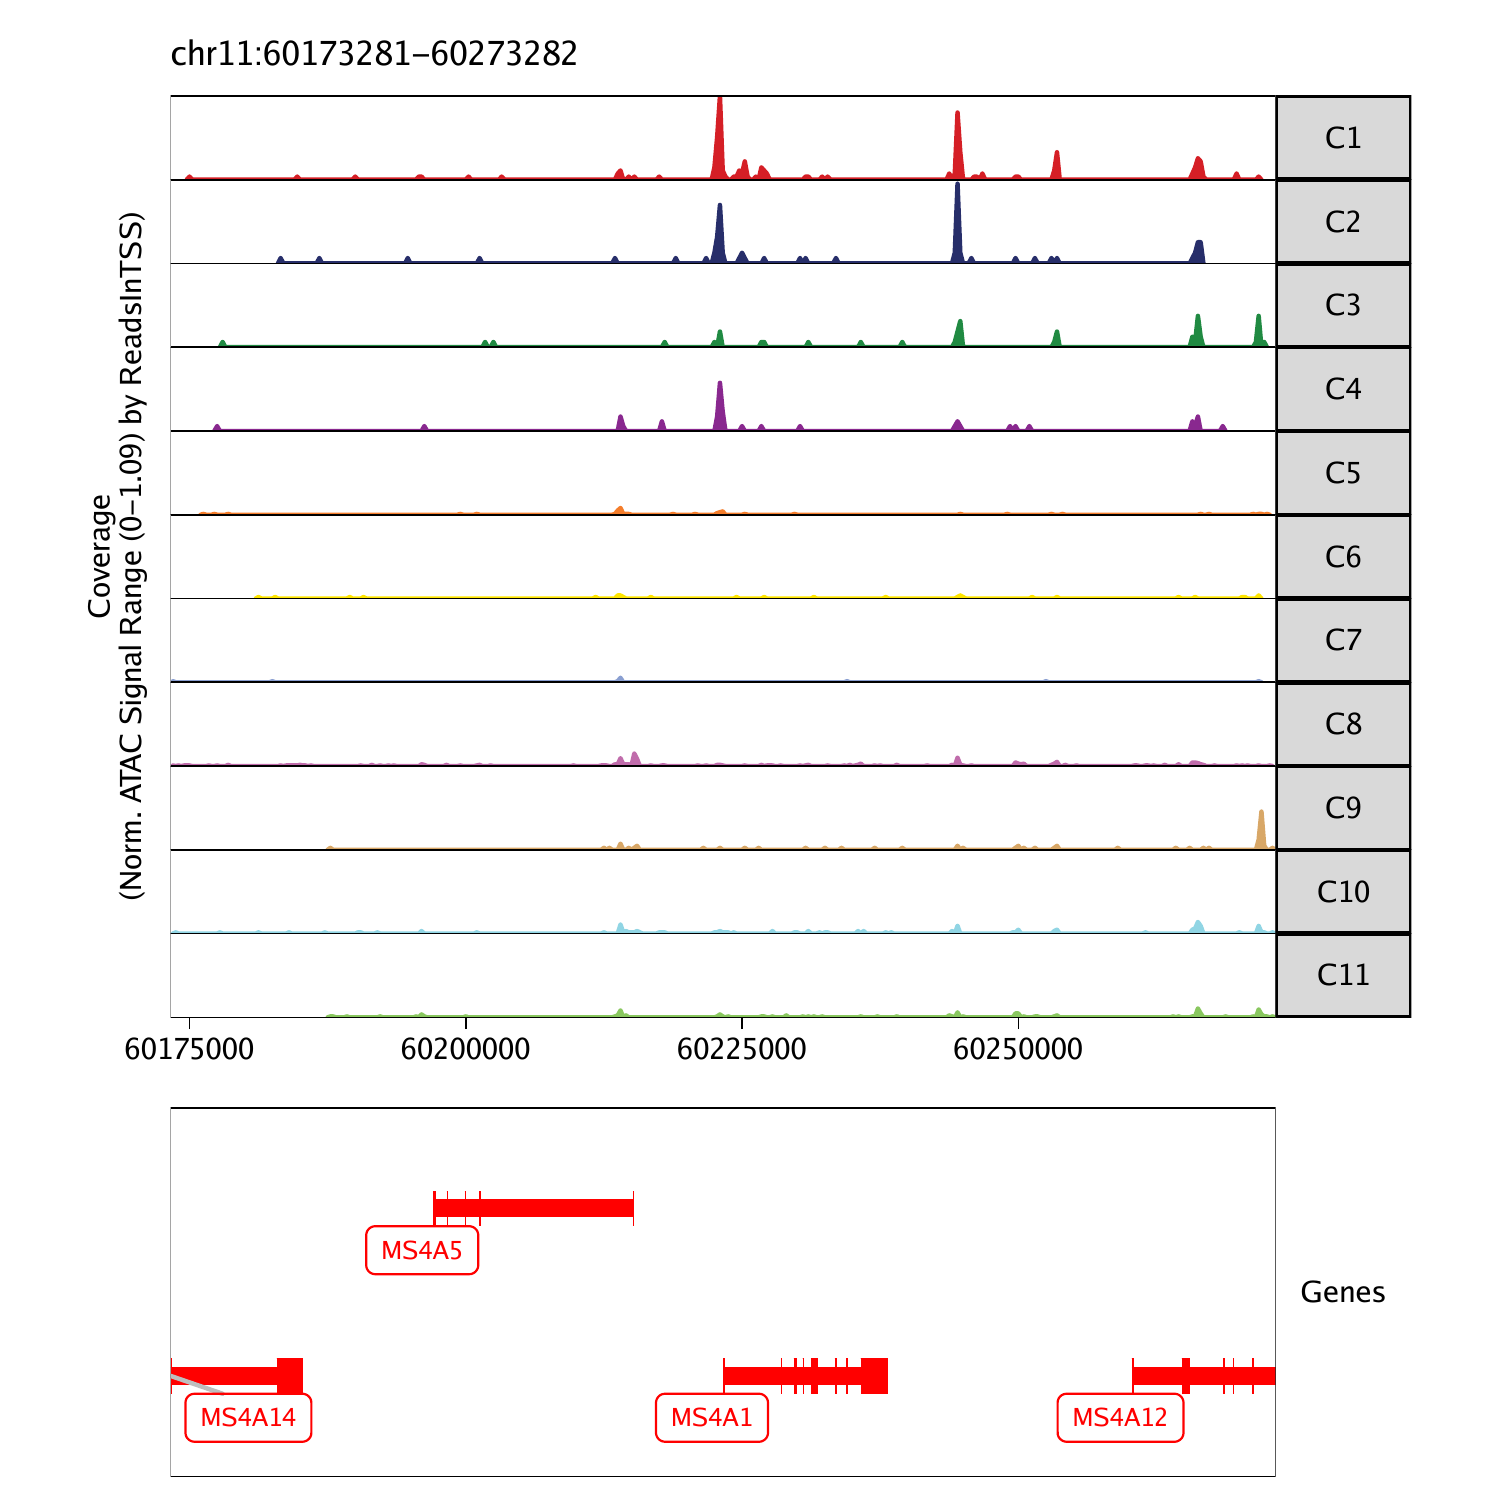 chr11:60173281−60273282
Coverage
(Norm. ATAC Signal Range (0−1.09) by ReadsInTSS)
C1
C2
C3
C4
C5
C6
C7
C8
C9
C10
C11
60175000 60200000 60225000 60250000
MS4A5
Genes
MS4A14 MS4A1 MS4A12